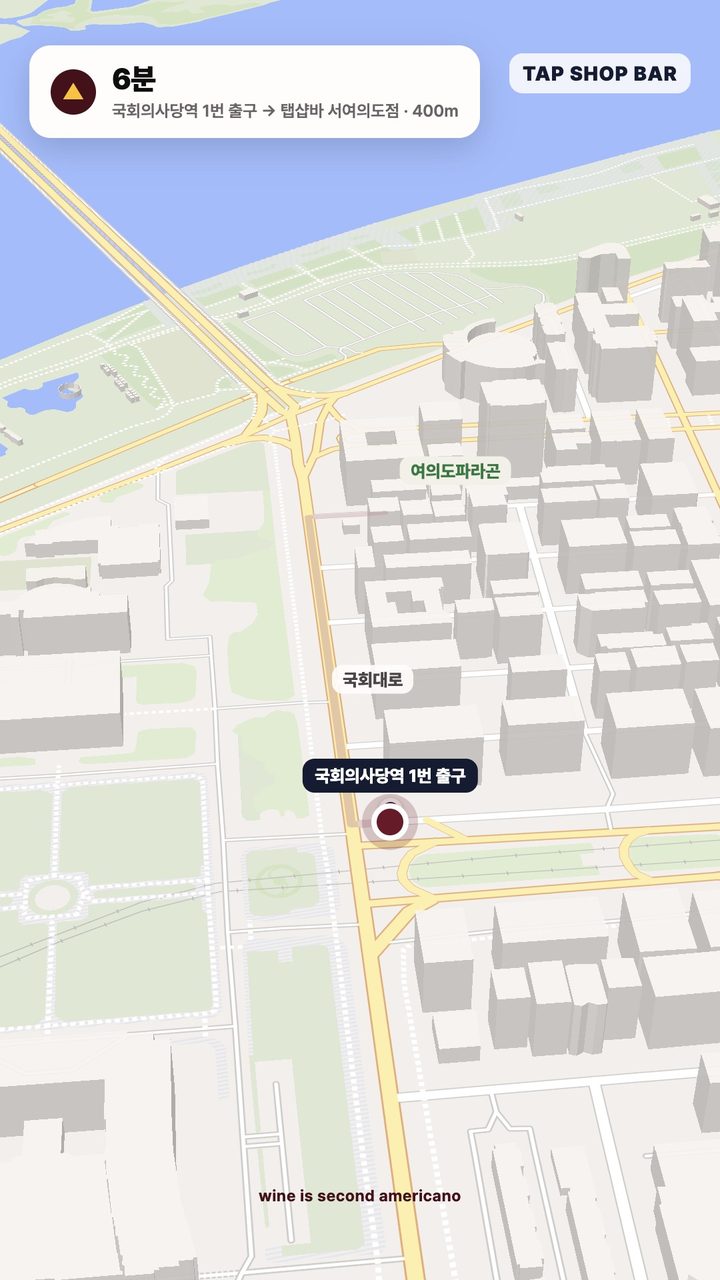 6분
국회의사당역 1번 출구 → 탭샵바 서여의도점 · 400m
TAP SHOP BAR
여의도파라곤
국회대로
국회의사당역 1번 출구
wine is second americano